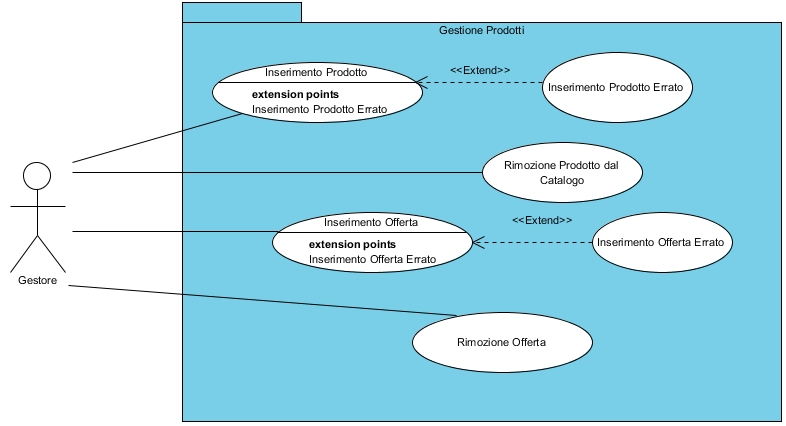 Gestione Prodotti
Inserimento Prodotto
extension points
Inserimento Prodotto Errato
<<Extend>>
Inserimento Prodotto Errato
Rimozione Prodotto dal
Catalogo
Inserimento Offerta
extension points
Inserimento Offerta Errato
<<Extend>>
Inserimento Offerta Errato
Gestore
Rimozione Offerta